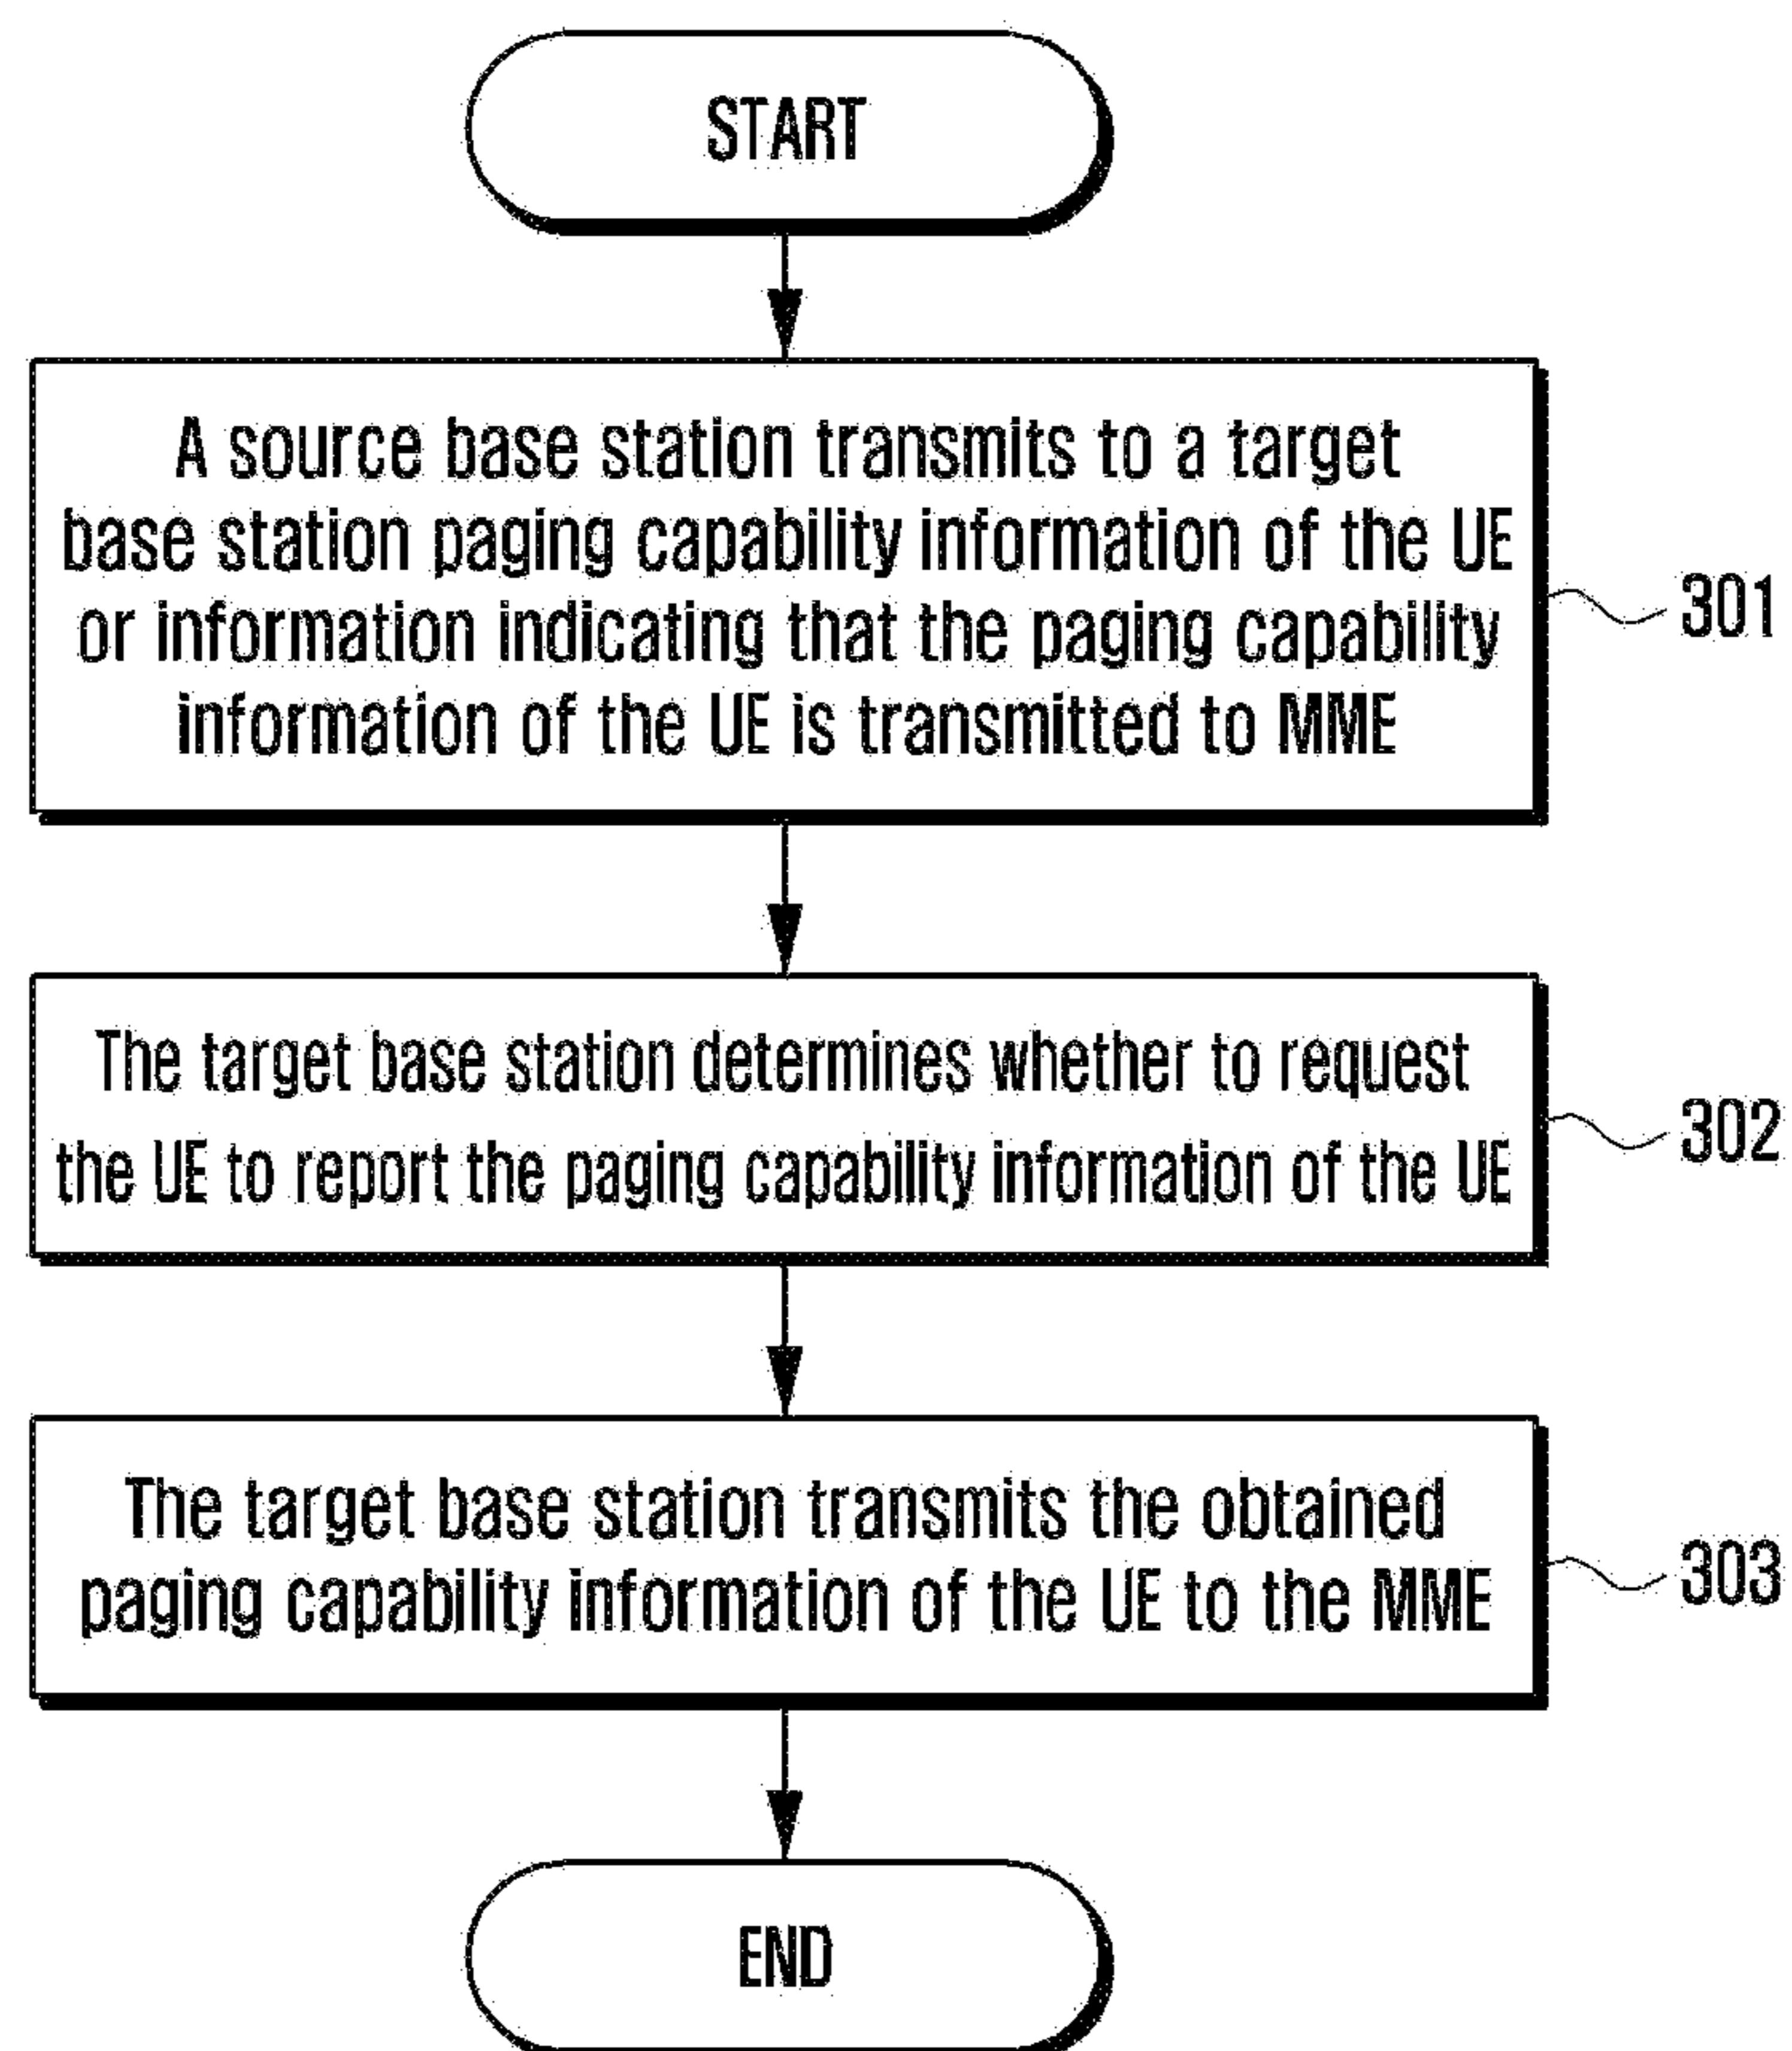 START
A source base station transmits to a target
base station paging capability information of the UE
or information indicating that the paging capability
information of the UE is transmitted to MME
301
The target base station determines whether to request
the UE to report the paging capability information of the UE
302
The target base station transmits the obtained
paging capability information of the UE to the MME
303
END